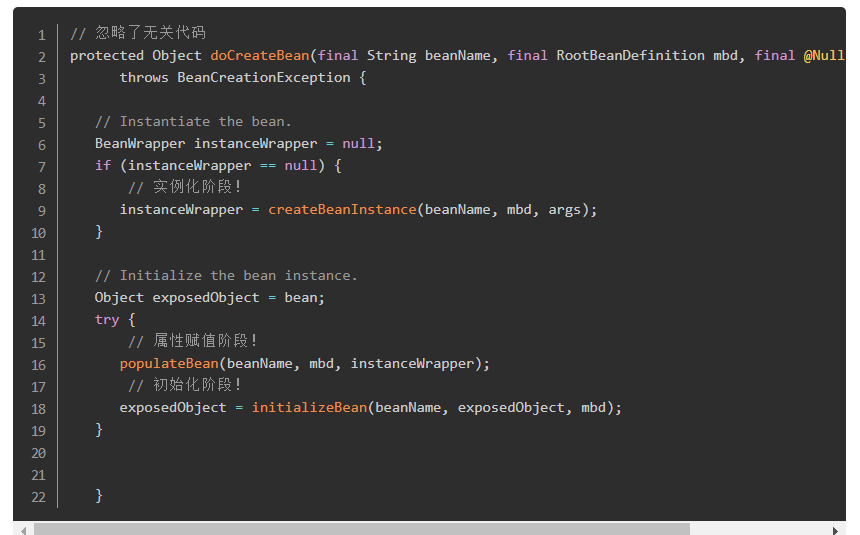 1 // 忽略了无关代码
2 protected Object doCreateBean(final String beanName, final RootBeanDefinition mbd, final @Null
3 throws BeanCreationException {
4
5 // Instantiate the bean.
6 BeanWrapper instanceWrapper = null;
7 if (instanceWrapper == null) {
8 // 实例化阶段!
9 instanceWrapper = createBeanInstance(beanName, mbd, args);
10 }
11
12 // Initialize the bean instance.
13 Object exposedObject = bean;
14 try {
15 // 属性赋值阶段!
16 populateBean(beanName, mbd, instanceWrapper);
17 // 初始化阶段!
18 exposedObject = initializeBean(beanName, exposedObject, mbd);
19 }
20
21
22 }